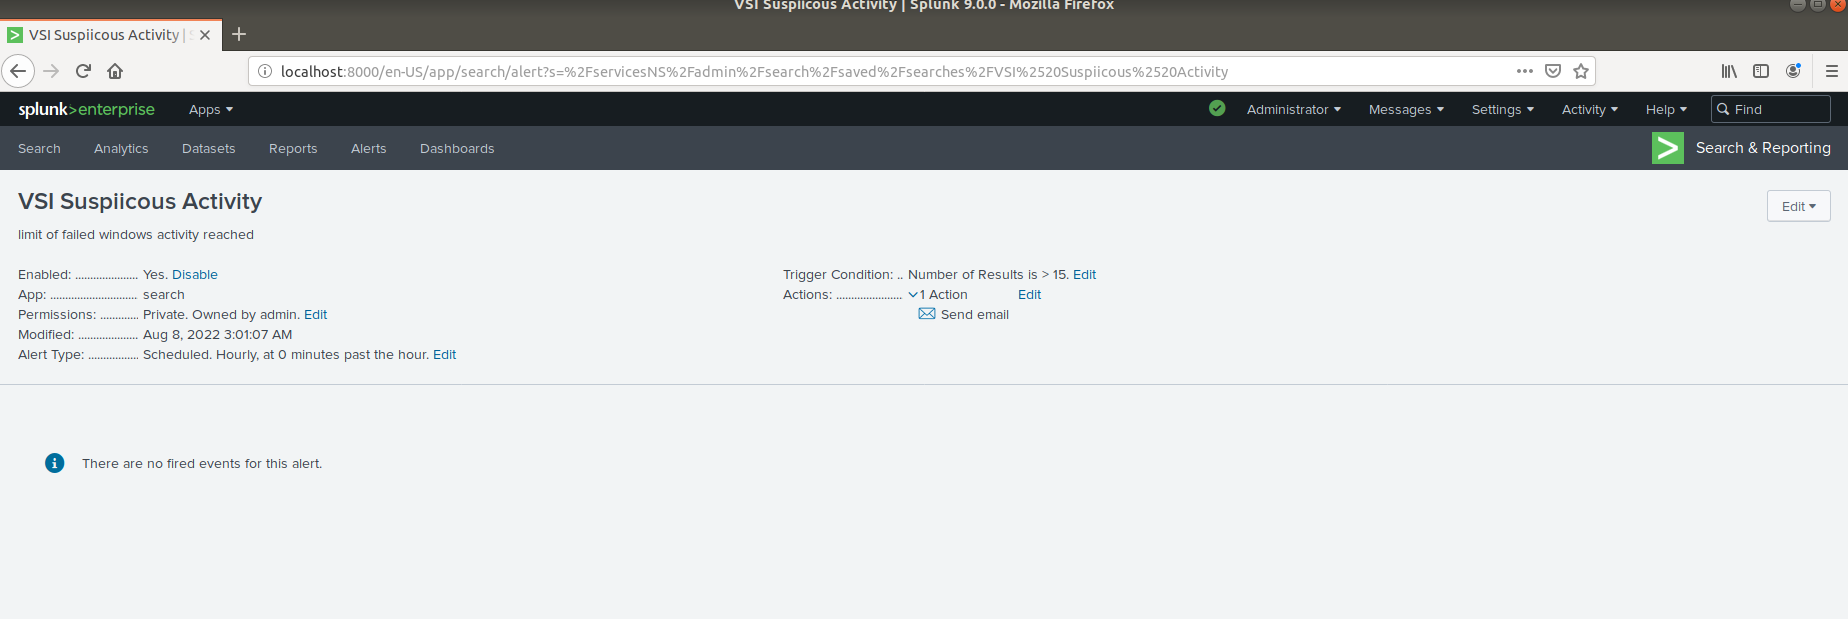 VSI Suspiicous Activity | Splunk 9.0.0 - Mozilla Firefox
VSI Suspiicous Activity |
localhost:8000/en-US/app/search/alert?s=%2FservicesNS%2Fadmin%2Fsearch%2Fsaved%2Fsearches%2FVSI%2520Suspiicous%2520Activity
splunk>enterprise Apps Administrator Messages Settings Activity Help Find
Search Analytics Datasets Reports Alerts Dashboards Search & Reporting
VSI Suspiicous Activity
Edit
limit of failed windows activity reached
Enabled: ..................... Yes. Disable Trigger Condition: .. Number of Results is > 15. Edit
App: ............................. search Actions: ...................... 1 Action Edit
Permissions: ............. Private. Owned by admin. Edit Send email
Modified: .................... Aug 8, 2022 3:01:07 AM
Alert Type: ................. Scheduled. Hourly, at 0 minutes past the hour. Edit
There are no fired events for this alert.